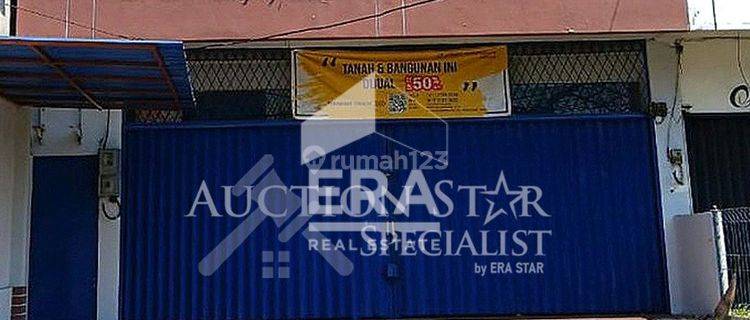 TANAH & BANGUNAN INI
DIJUAL
50%
rumah123
ERA
REAL ESTATE
AUCTION STAR
SPECIALIST
by ERA STAR